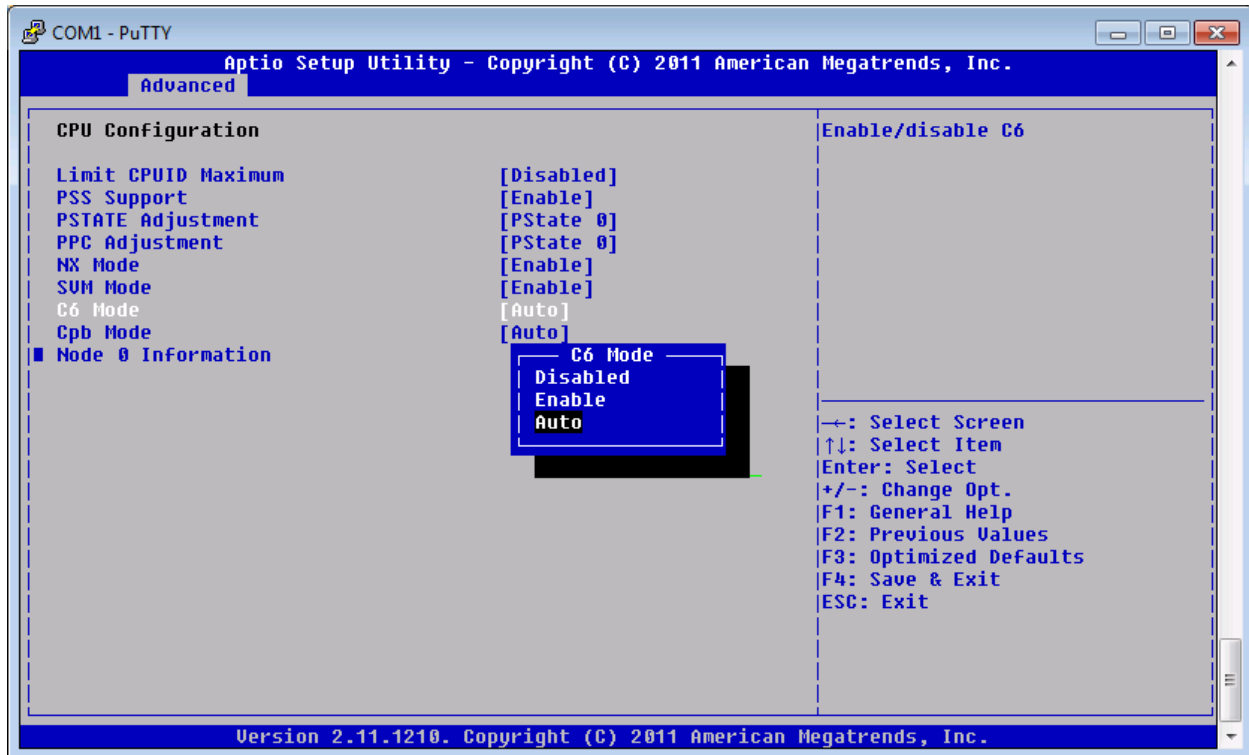 COM1 - PuTTY
Aptio Setup Utility - Copyright (C) 2011 American Megatrends, Inc.
Advanced
CPU Configuration
Limit CPUID Maximum [Disabled]
PSS Support [Enable]
PSTATE Adjustment [PState 0]
PPC Adjustment [PState 0]
NX Mode [Enable]
SVM Mode [Enable]
C6 Mode [Auto]
Cpb Mode [Auto]
Node 0 Information
C6 Mode
Disabled
Enable
Auto
Enable/disable C6
→←: Select Screen
↑↓: Select Item
Enter: Select
+/-: Change Opt.
F1: General Help
F2: Previous Values
F3: Optimized Defaults
F4: Save & Exit
ESC: Exit
Version 2.11.1210. Copyright (C) 2011 American Megatrends, Inc.